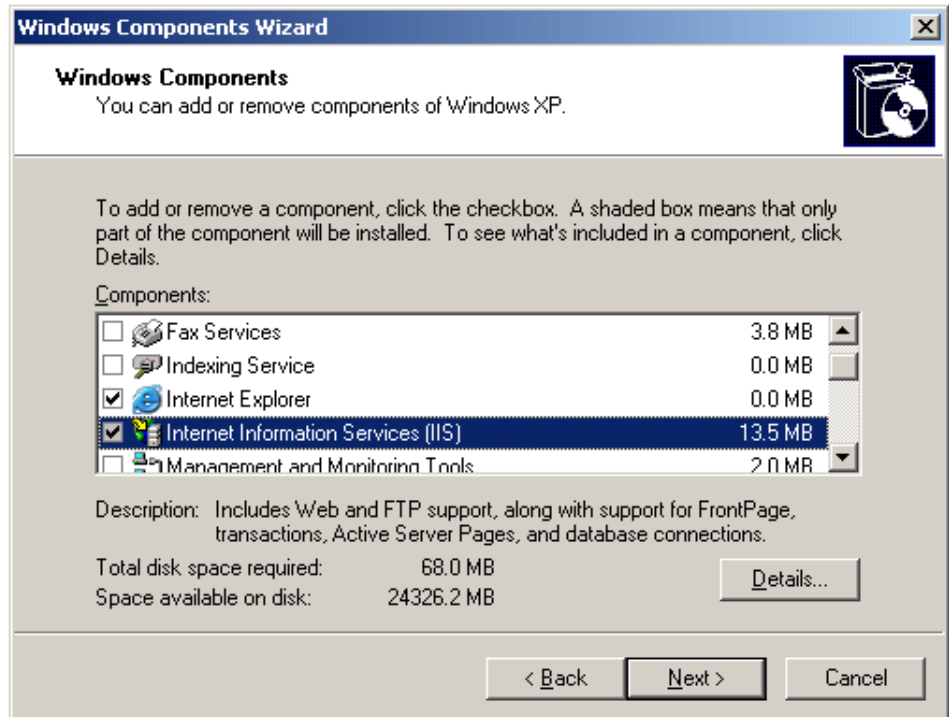 Windows Components Wizard
Windows Components
You can add or remove components of Windows XP.
To add or remove a component, click the checkbox. A shaded box means that only
part of the component will be installed. To see what's included in a component, click
Details.
Components:
Fax Services 3.8 MB
Indexing Service 0.0 MB
Internet Explorer 0.0 MB
Internet Information Services (IIS) 13.5 MB
Management and Monitoring Tools 2.0 MB
Description: Includes Web and FTP support, along with support for FrontPage,
transactions, Active Server Pages, and database connections.
Total disk space required: 68.0 MB
Space available on disk: 24326.2 MB
Details...
< Back Next > Cancel